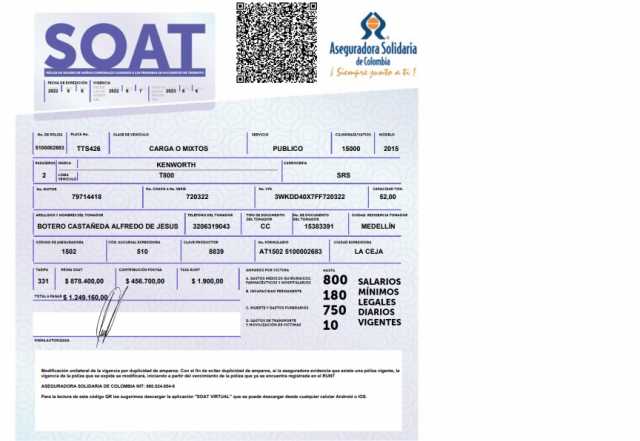 SOAT
Aseguradora Solidaria
de Colombia
¡ Siempre junto a ti !
FECHA DE EXPEDICIÓN
VIGENCIA
No. DE PÓLIZA
PLACA No.
CLASE DE VEHÍCULO
SERVICIO
CILINDRAJE/VATIOS
MODELO
5100002683
TTS426
CARGA O MIXTOS
PUBLICO
15000
2015
PASAJEROS
MARCA
KENWORTH
CARROCERÍA
2
LÍNEA VEHÍCULO
T800
SRS
No. MOTOR
No. CHASIS o No. SERIE
No. VIN
CAPACIDAD TON.
79714418
720322
3WKDD40X7FF720322
52,00
APELLIDOS Y NOMBRES DEL TOMADOR
TELÉFONO DEL TOMADOR
TIPO DE DOCUMENTO DEL TOMADOR
No. DE DOCUMENTO DEL TOMADOR
CIUDAD RESIDENCIA TOMADOR
BOTERO CASTAÑEDA ALFREDO DE JESUS
3206319043
CC
15383391
MEDELLÍN
CÓDIGO DE ASEGURADORA
CÓD. SUCURSAL EXPEDIDORA
CLAVE PRODUCTOR
No. FORMULARIO
CIUDAD EXPEDICIÓN
1502
510
5839
AT1502 5100002683
LA CEJA
TARIFA
PRIMA SOAT
CONTRIBUCIÓN FOSYGA
TASA RUNT
AMPAROS POR VÍCTIMA
HASTA
331
$ 878.400,00
$ 456.700,00
$ 1.900,00
A. GASTOS MÉDICOS QUIRÚRGICOS, FARMACÉUTICOS Y HOSPITALARIOS
800
B. INCAPACIDAD PERMANENTE
180
C. MUERTE Y GASTOS FUNERARIOS
750
D. GASTOS DE TRANSPORTE Y MOVILIZACIÓN DE VÍCTIMAS
10
SALARIOS
MÍNIMOS
LEGALES
DIARIOS
VIGENTES
TOTAL A PAGAR
$ 1.249.160,00
FIRMA AUTORIZADA
Modificación unilateral de la vigencia por duplicidad de amparos. Con el fin de evitar duplicidad de amparos, si la aseguradora evidencia que existe una póliza vigente, la
vigencia de la póliza que se expide se modificará, iniciando a partir del vencimiento de la póliza que ya se encuentra registrada en el RUNT
ASEGURADORA SOLIDARIA DE COLOMBIA NIT: 860.524.654-6
Para la lectura de este código QR les sugerimos descargar la aplicación "SOAT VIRTUAL" que se puede descargar desde cualquier celular Android o iOS.